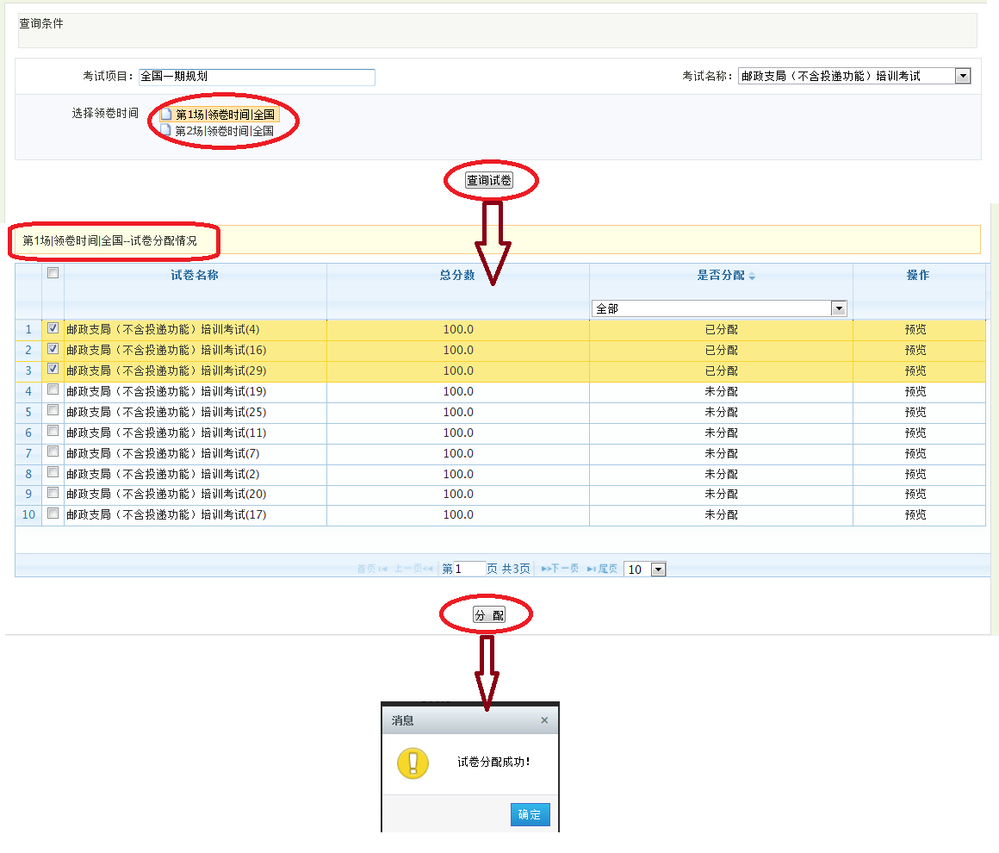 查询条件
考试项目： 全国一期规划 考试名称： 邮政支局（不含投递功能）培训考试
选择领卷时间 第1场|领卷时间|全国
第2场|领卷时间|全国
查询试卷
第1场|领卷时间|全国--试卷分配情况
试卷名称 总分数 是否分配 操作
全部
1 邮政支局（不含投递功能）培训考试(4) 100.0 已分配 预览
2 邮政支局（不含投递功能）培训考试(16) 100.0 已分配 预览
3 邮政支局（不含投递功能）培训考试(29) 100.0 已分配 预览
4 邮政支局（不含投递功能）培训考试(19) 100.0 未分配 预览
5 邮政支局（不含投递功能）培训考试(25) 100.0 未分配 预览
6 邮政支局（不含投递功能）培训考试(11) 100.0 未分配 预览
7 邮政支局（不含投递功能）培训考试(7) 100.0 未分配 预览
8 邮政支局（不含投递功能）培训考试(2) 100.0 未分配 预览
9 邮政支局（不含投递功能）培训考试(20) 100.0 未分配 预览
10 邮政支局（不含投递功能）培训考试(17) 100.0 未分配 预览
首页 上一页 第 1 页 共3页 下一页 尾页 10
分 配
消息 ×
试卷分配成功！
确定